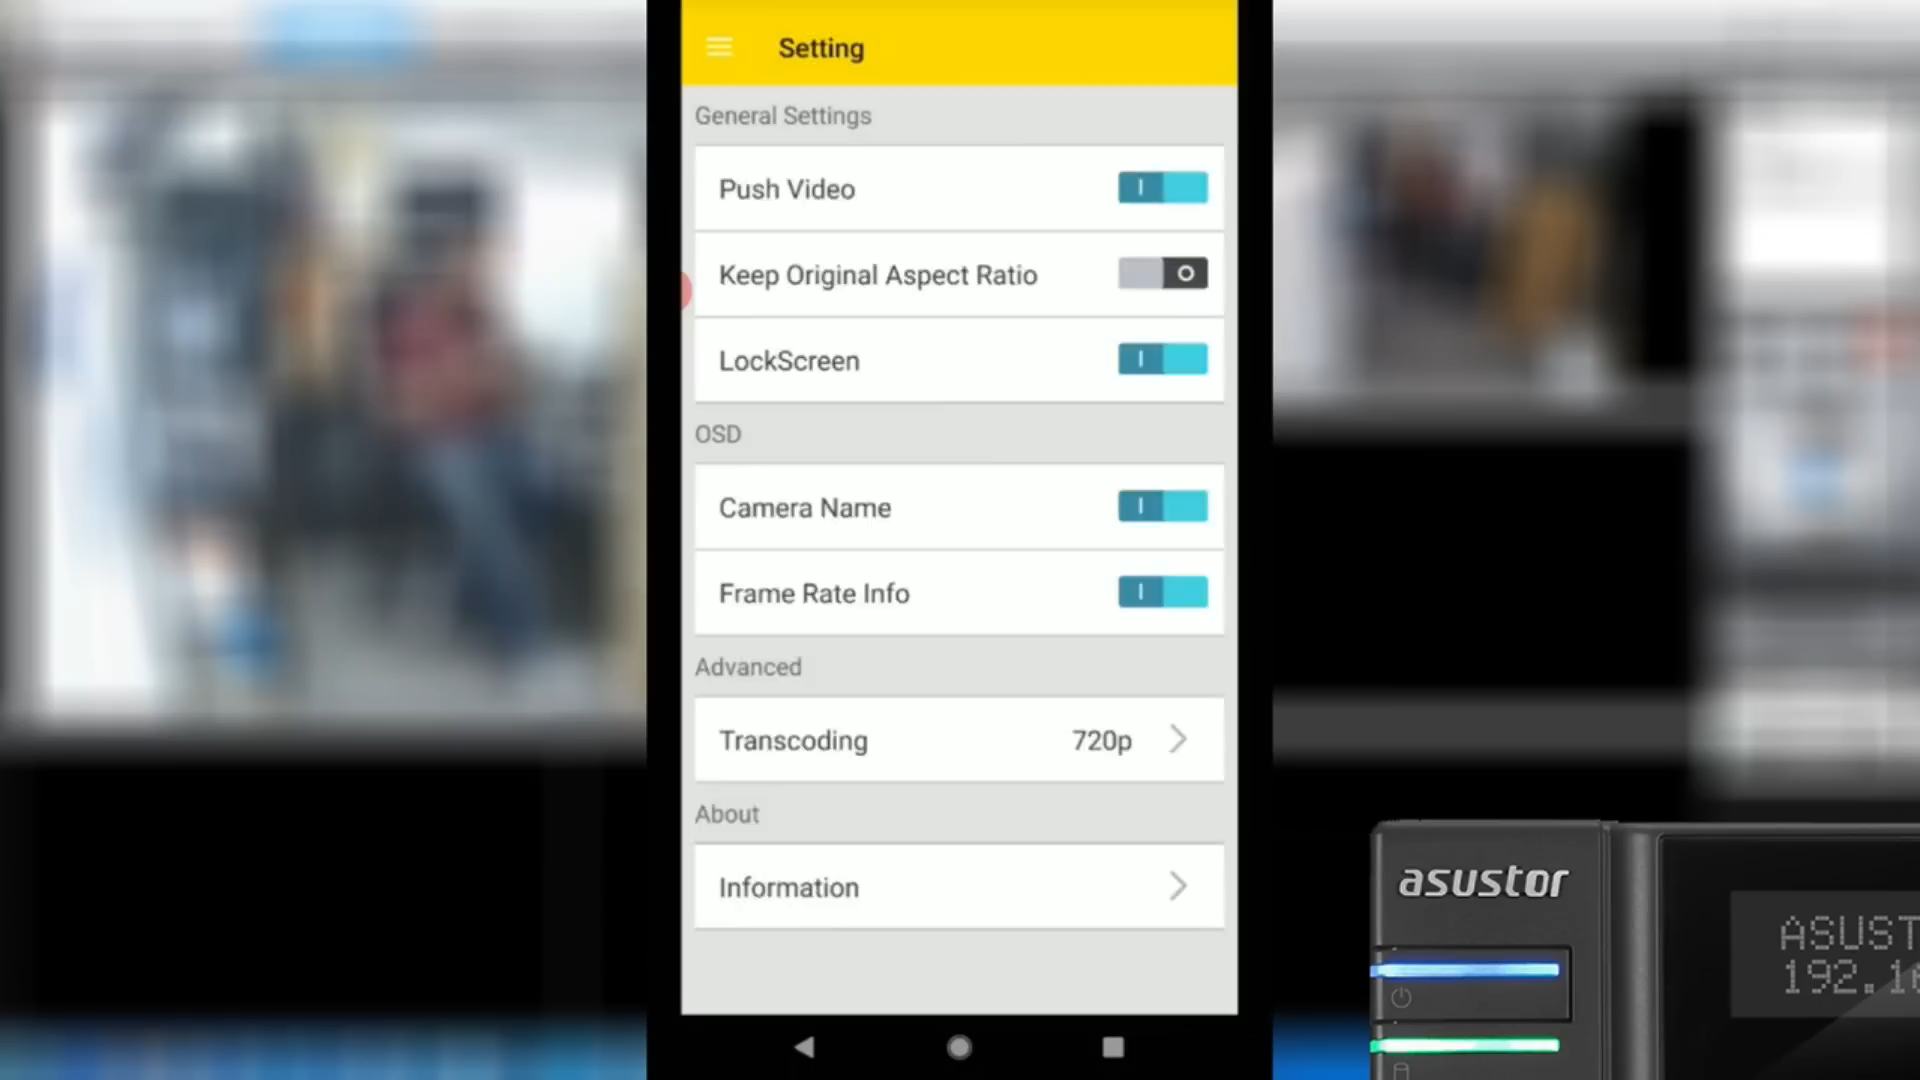 Setting
General Settings
Push Video
Keep Original Aspect Ratio
LockScreen
OSD
Camera Name
Frame Rate Info
Advanced
Transcoding 720p
About
Information
asustor
ASUST
192.16